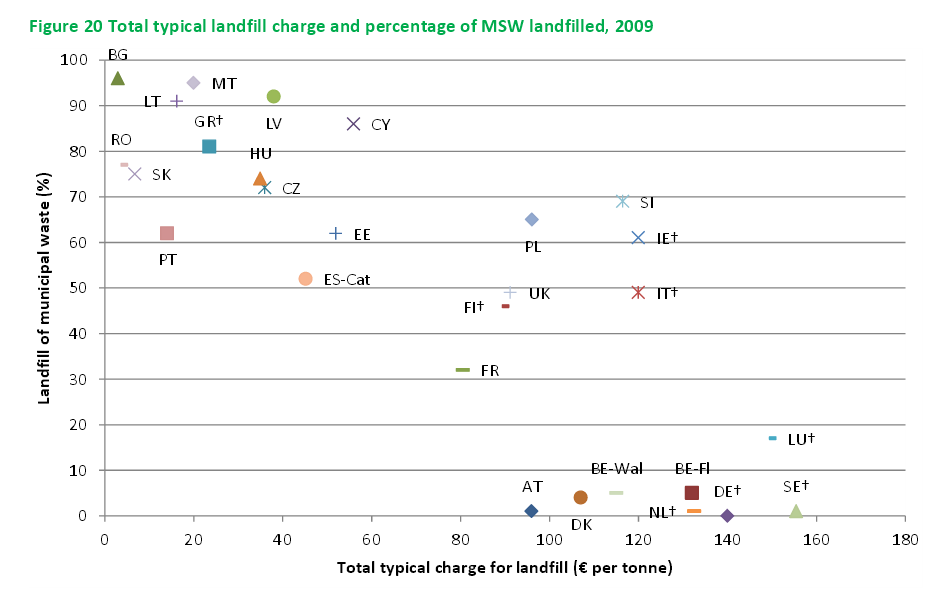 Figure 20 Total typical landfill charge and percentage of MSW landfilled, 2009
BG
100
MT
LT
90
LV
GR†
CY
RO
80
HU
SK
CZ
70
SI
PT
60
EE
PL
IE†
ES-Cat
50
UK
IT†
FI†
40
FR
30
20
LU†
10
BE-Wal
BE-Fl
AT
DE†
SE†
DK
NL†
0
0 20 40 60 80 100 120 140 160 180
Landfill of municipal waste (%)
Total typical charge for landfill (€ per tonne)